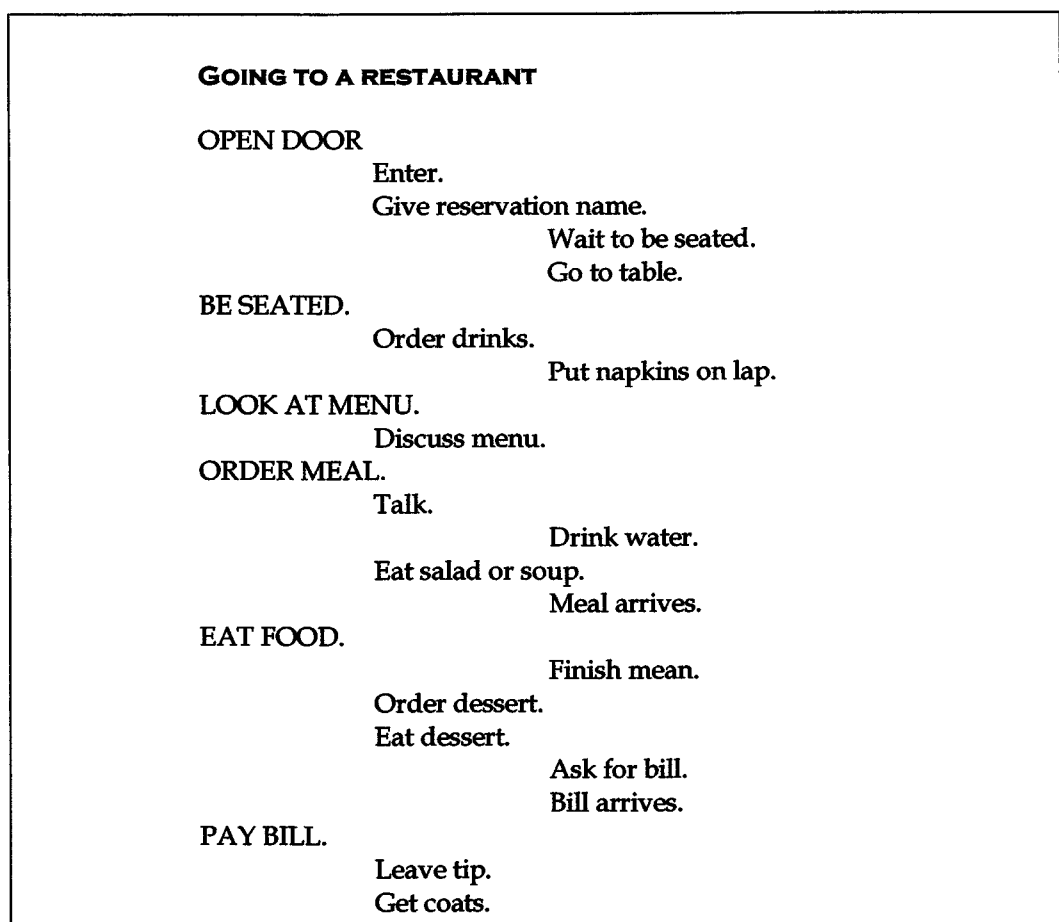 GOING TO A RESTAURANT
OPEN DOOR
Enter.
Give reservation name.
Wait to be seated.
Go to table.
BE SEATED.
Order drinks.
Put napkins on lap.
LOOK AT MENU.
Discuss menu.
ORDER MEAL.
Talk.
Drink water.
Eat salad or soup.
Meal arrives.
EAT FOOD.
Finish mean.
Order dessert.
Eat dessert.
Ask for bill.
Bill arrives.
PAY BILL.
Leave tip.
Get coats.